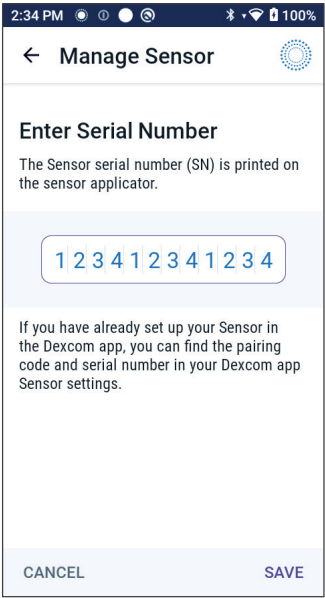 2:34 PM 100%
Manage Sensor
Enter Serial Number
The Sensor serial number (SN) is printed on
the sensor applicator.
123412341234
If you have already set up your Sensor in
the Dexcom app, you can find the pairing
code and serial number in your Dexcom app
Sensor settings.
CANCEL SAVE